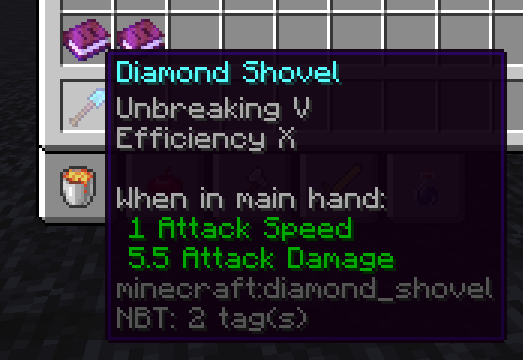 Diamond Shovel
Unbreaking V
Efficiency X
When in main hand:
1 Attack Speed
5.5 Attack Damage
minecraft:diamond_shovel
NBT: 2 tag(s)